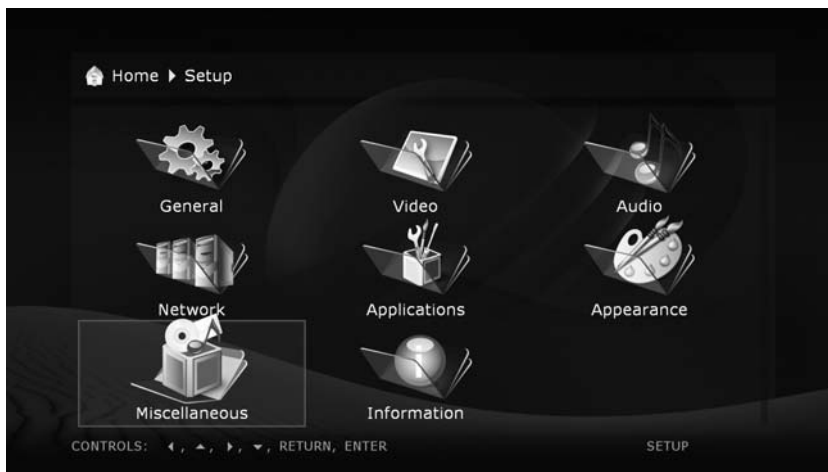 Home ▶ Setup
General
Video
Audio
Network
Applications
Appearance
Miscellaneous
Information
CONTROLS: ◀, ▲, ▶, ▼, RETURN, ENTER
SETUP